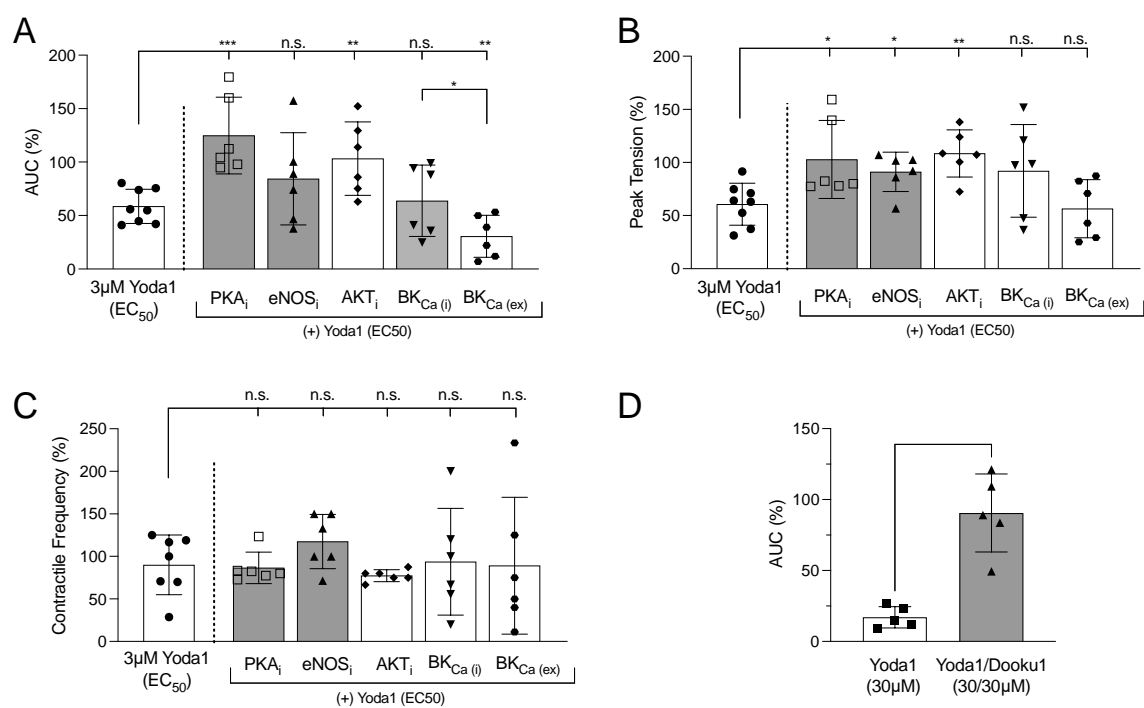 A
*** n.s. ** n.s. **
*
200
150
100
50
0
AUC (%)
3µM Yoda1
(EC50)
PKAi eNOSi AKTi BKCa (i) BKCa (ex)
(+) Yoda1 (EC50)
B
* * ** n.s. n.s.
200
150
100
50
0
Peak Tension (%)
3µM Yoda1
(EC50)
PKAi eNOSi AKTi BKCa (i) BKCa (ex)
(+) Yoda1 (EC50)
C
n.s. n.s. n.s. n.s. n.s.
250
200
150
100
50
0
Contractile Frequency (%)
3µM Yoda1
(EC50)
PKAi eNOSi AKTi BKCa (i) BKCa (ex)
(+) Yoda1 (EC50)
D
150
100
50
0
AUC (%)
Yoda1 Yoda1/Dooku1
(30µM) (30/30µM)